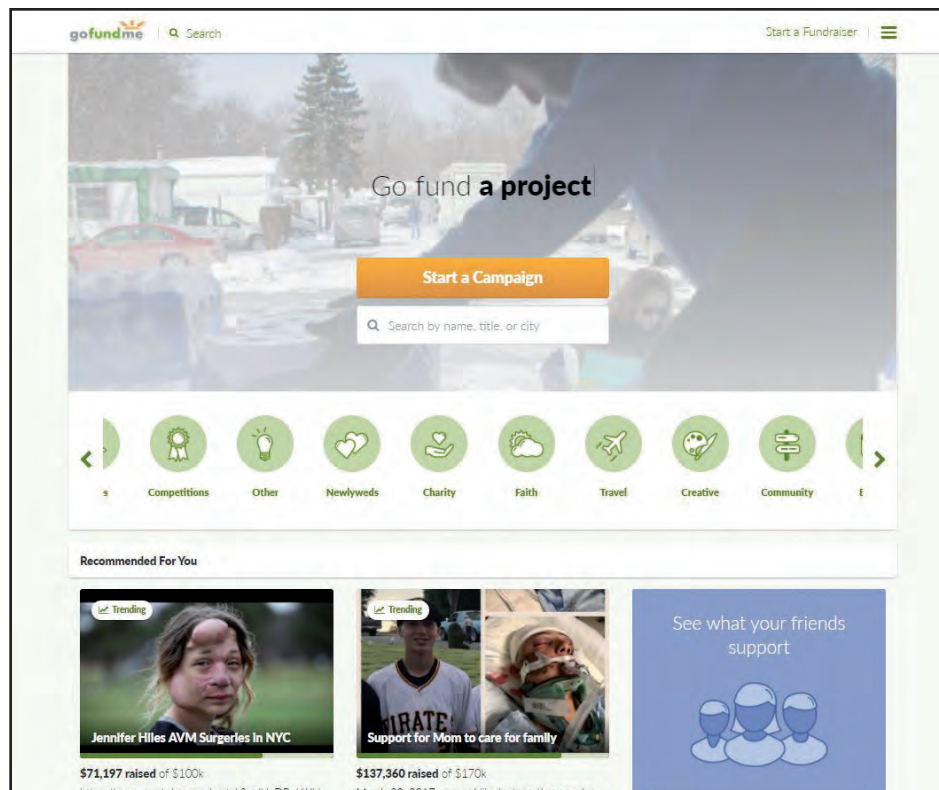 gofundme
Search
Start a Fundraiser
Go fund a project
Start a Campaign
Search by name, title, or city
s
Competitions
Other
Newlyweds
Charity
Faith
Travel
Creative
Community
Recommended For You
Trending
Jennifer Hiles AVM Surgeries in NYC
$71,197 raised of $100k
Trending
PIRATES
Support for Mom to care for family
$137,360 raised of $170k
See what your friends
support